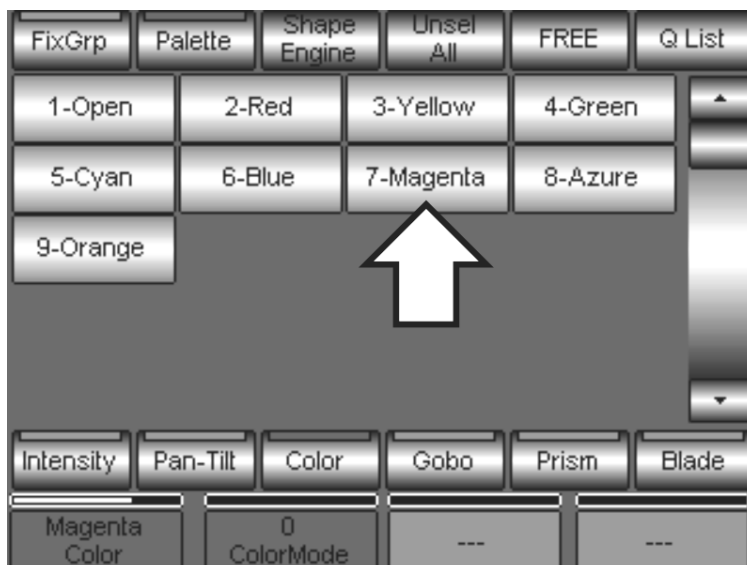 FixGrp Palette Shape Engine Unsel All FREE Q List
1-Open 2-Red 3-Yellow 4-Green
5-Cyan 6-Blue 7-Magenta 8-Azure
9-Orange
Intensity Pan-Tilt Color Gobo Prism Blade
Magenta Color 0 ColorMode --- ---